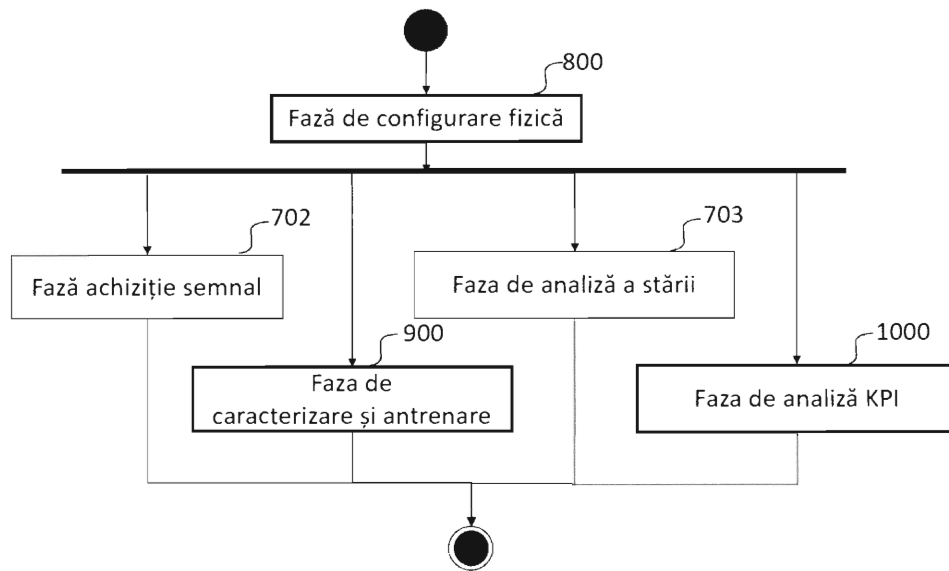 800
Fază de configurare fizică
702
Fază achiziție semnal
703
Faza de analiză a stării
900
Faza de
caracterizare și antrenare
1000
Faza de analiză KPI